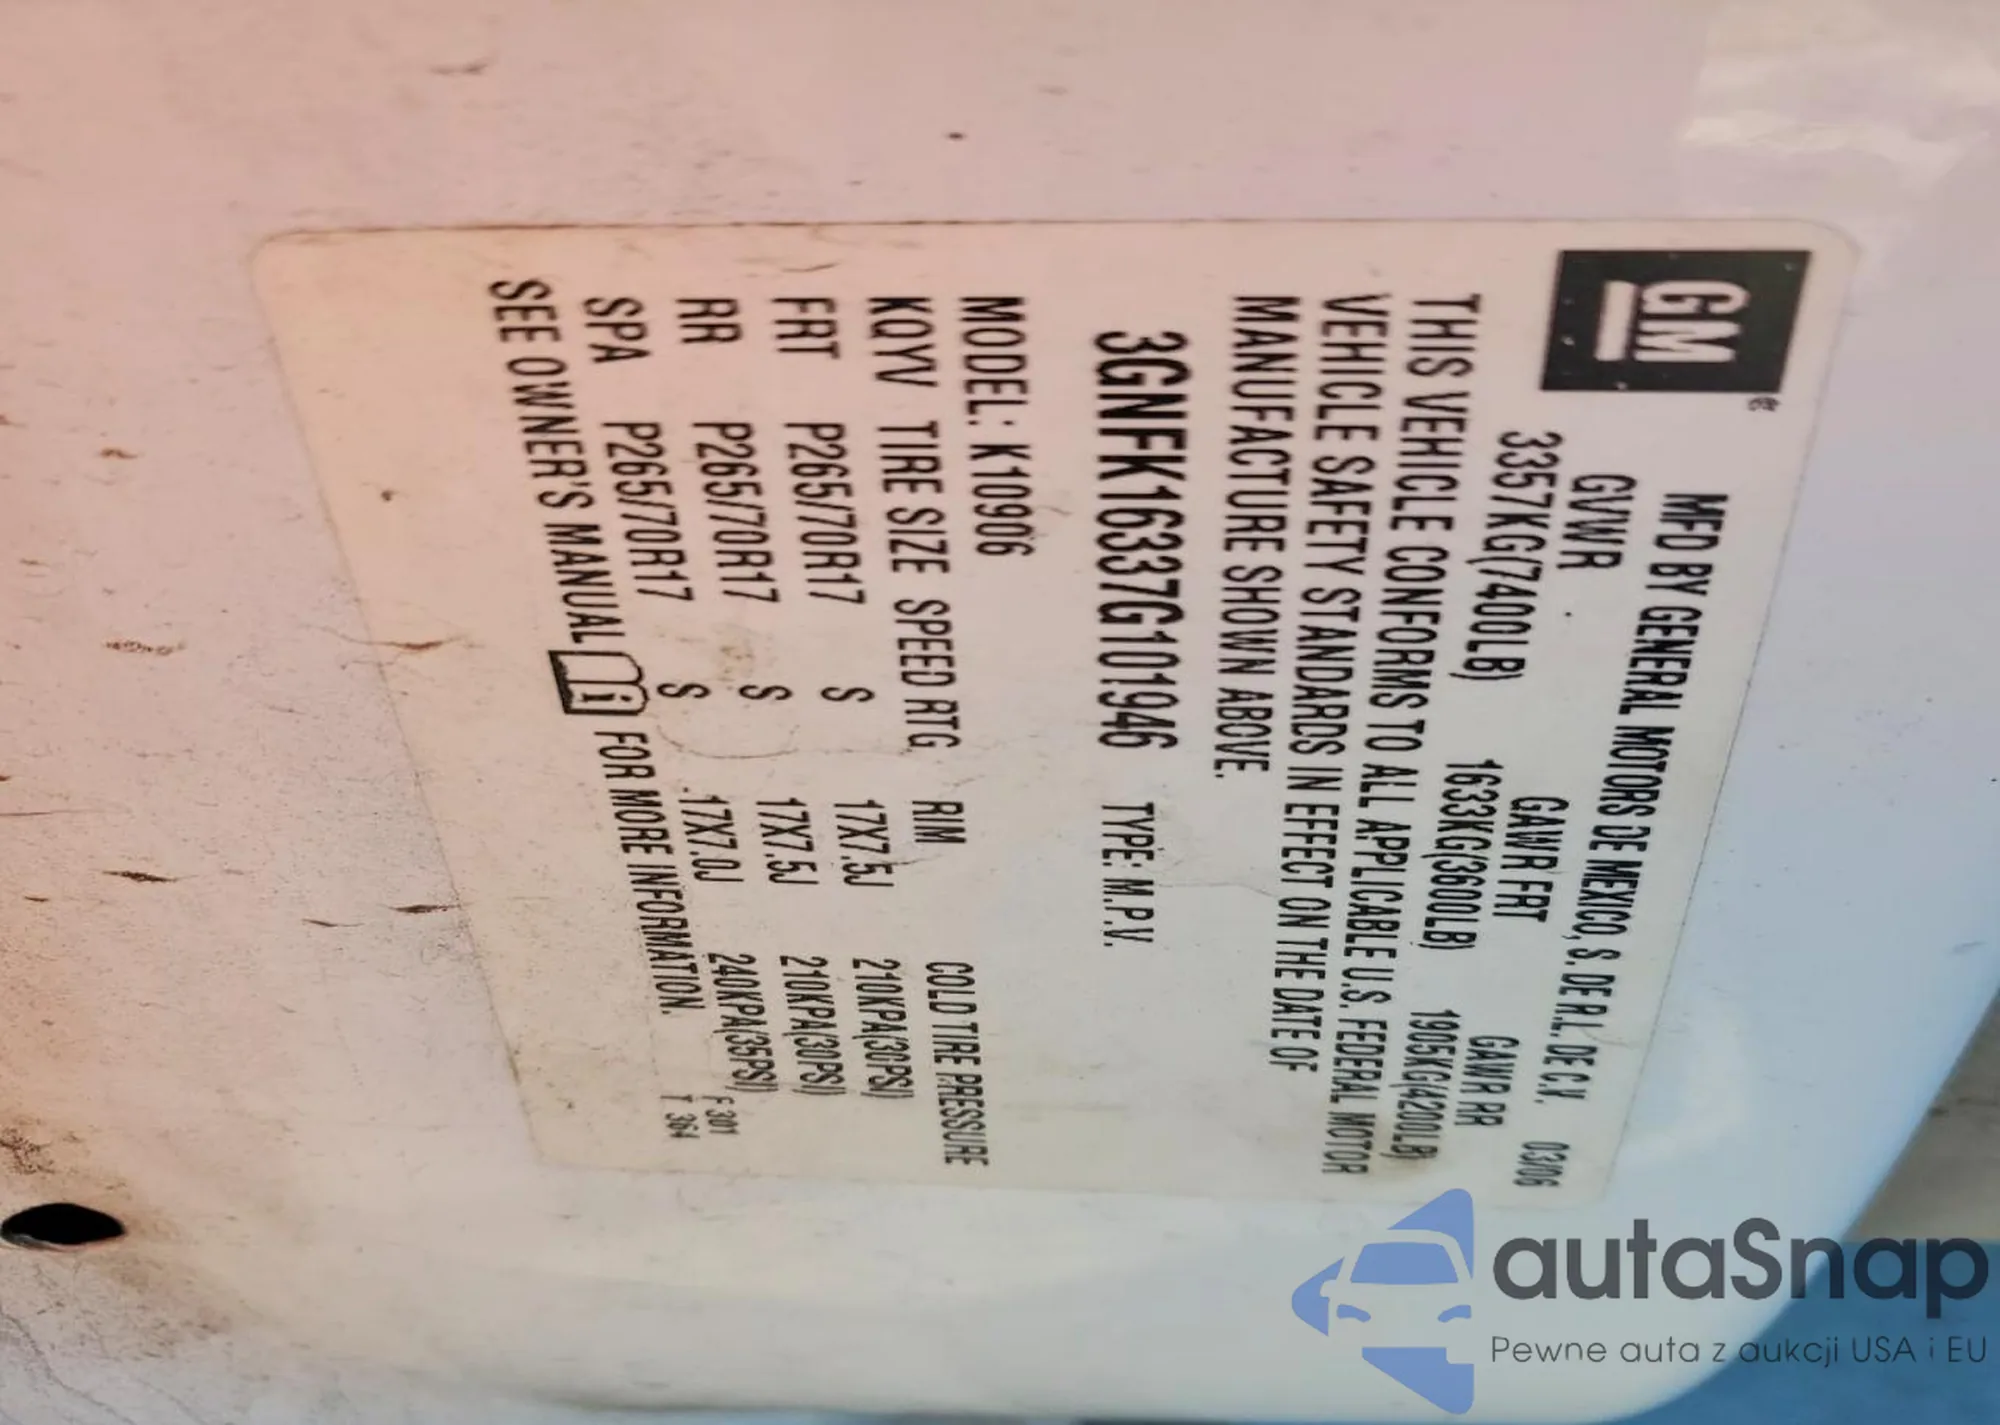 GM
MFD BY GENERAL MOTORS DE MEXICO, S. DE R.L. DE C.V. 03/06
GVWR GAWR FRT GAWR RR
3357KG(7400LB) 1633KG(3600LB) 1905KG(4200LB)
THIS VEHICLE CONFORMS TO ALL APPLICABLE U.S. FEDERAL MOTOR
VEHICLE SAFETY STANDARDS IN EFFECT ON THE DATE OF
MANUFACTURE SHOWN ABOVE.
3GNFK16337G101946 TYPE: M.P.V.
MODEL: K10906
KQYV TIRE SIZE SPEED RTG RIM COLD TIRE PRESSURE
FRT P265/70R17 S 17X7.5J 210KPA(30PSI)
RR P265/70R17 S 17X7.5J 210KPA(30PSI)
SPA P265/70R17 S 17X7.0J 240KPA(35PSI)
SEE OWNER'S MANUAL i FOR MORE INFORMATION.
F 301
T 364
autaSnap
Pewne auta z aukcji USA i EU